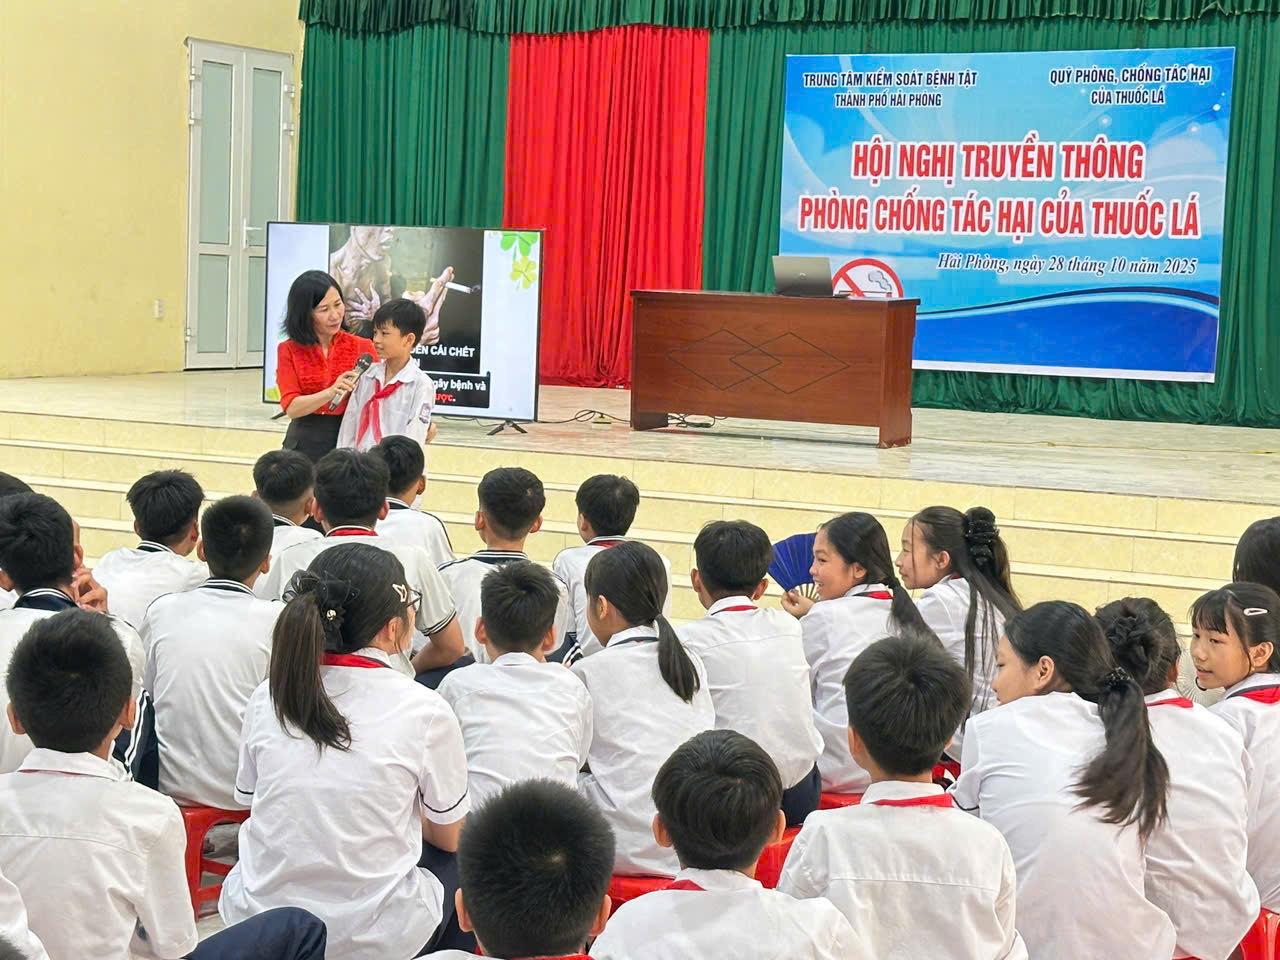 TRUNG TÂM KIỂM SOÁT BỆNH TẬT
THÀNH PHỐ HẢI PHÒNG
QUỸ PHÒNG, CHỐNG TÁC HẠI
CỦA THUỐC LÁ
HỘI NGHỊ TRUYỀN THÔNG
PHÒNG CHỐNG TÁC HẠI CỦA THUỐC LÁ
Hải Phòng, ngày 28 tháng 10 năm 2025
ĐẾN CÁI CHẾT
gây bệnh và